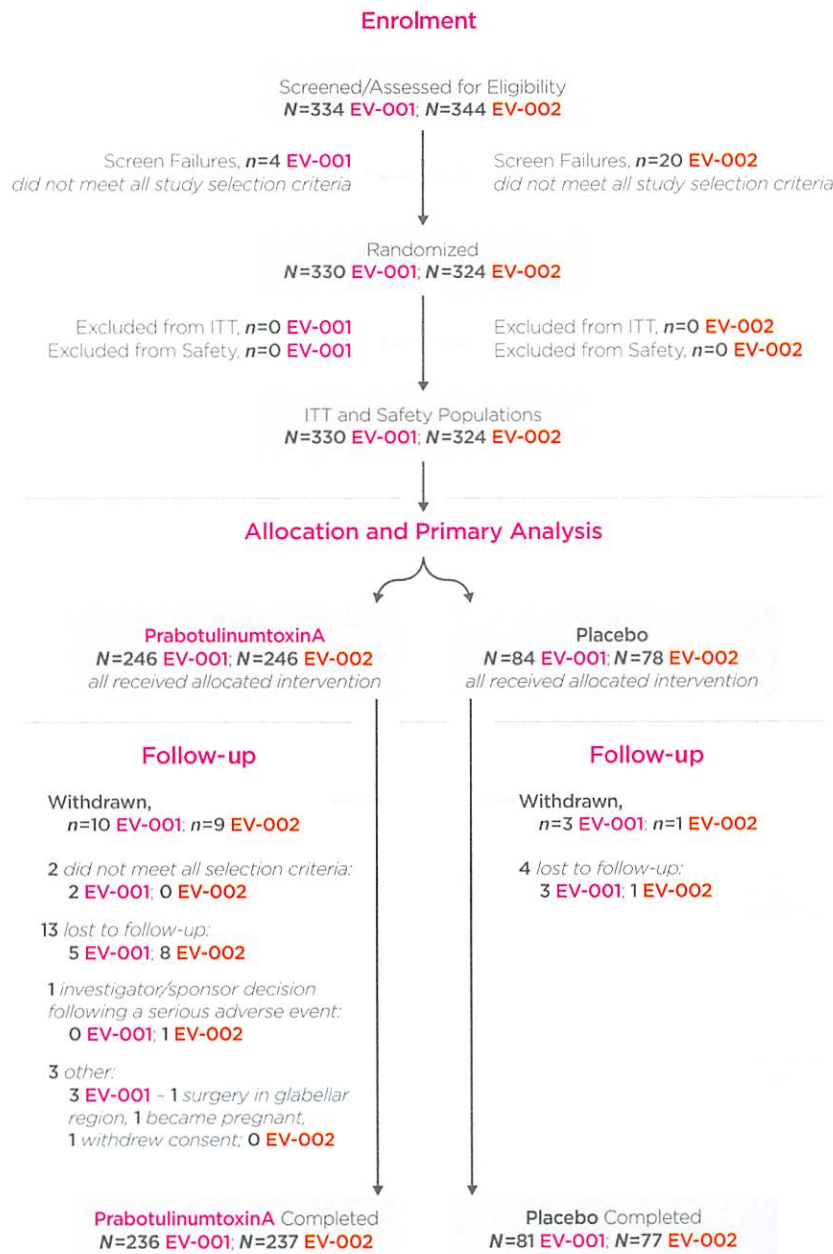 Enrolment
Screened/Assessed for Eligibility
N=334 EV-001; N=344 EV-002
Screen Failures, n=4 EV-001
did not meet all study selection criteria
Screen Failures, n=20 EV-002
did not meet all study selection criteria
Randomized
N=330 EV-001; N=324 EV-002
Excluded from ITT, n=0 EV-001
Excluded from Safety, n=0 EV-001
Excluded from ITT, n=0 EV-002
Excluded from Safety, n=0 EV-002
ITT and Safety Populations
N=330 EV-001; N=324 EV-002
Allocation and Primary Analysis
PrabotulinumtoxinA
N=246 EV-001; N=246 EV-002
all received allocated intervention
Placebo
N=84 EV-001; N=78 EV-002
all received allocated intervention
Follow-up
Withdrawn,
n=10 EV-001; n=9 EV-002
2 did not meet all selection criteria:
2 EV-001; 0 EV-002
13 lost to follow-up:
5 EV-001; 8 EV-002
1 investigator/sponsor decision
following a serious adverse event:
0 EV-001; 1 EV-002
3 other:
3 EV-001 – 1 surgery in glabellar
region, 1 became pregnant,
1 withdrew consent; 0 EV-002
Follow-up
Withdrawn,
n=3 EV-001; n=1 EV-002
4 lost to follow-up:
3 EV-001; 1 EV-002
PrabotulinumtoxinA Completed
N=236 EV-001; N=237 EV-002
Placebo Completed
N=81 EV-001; N=77 EV-002